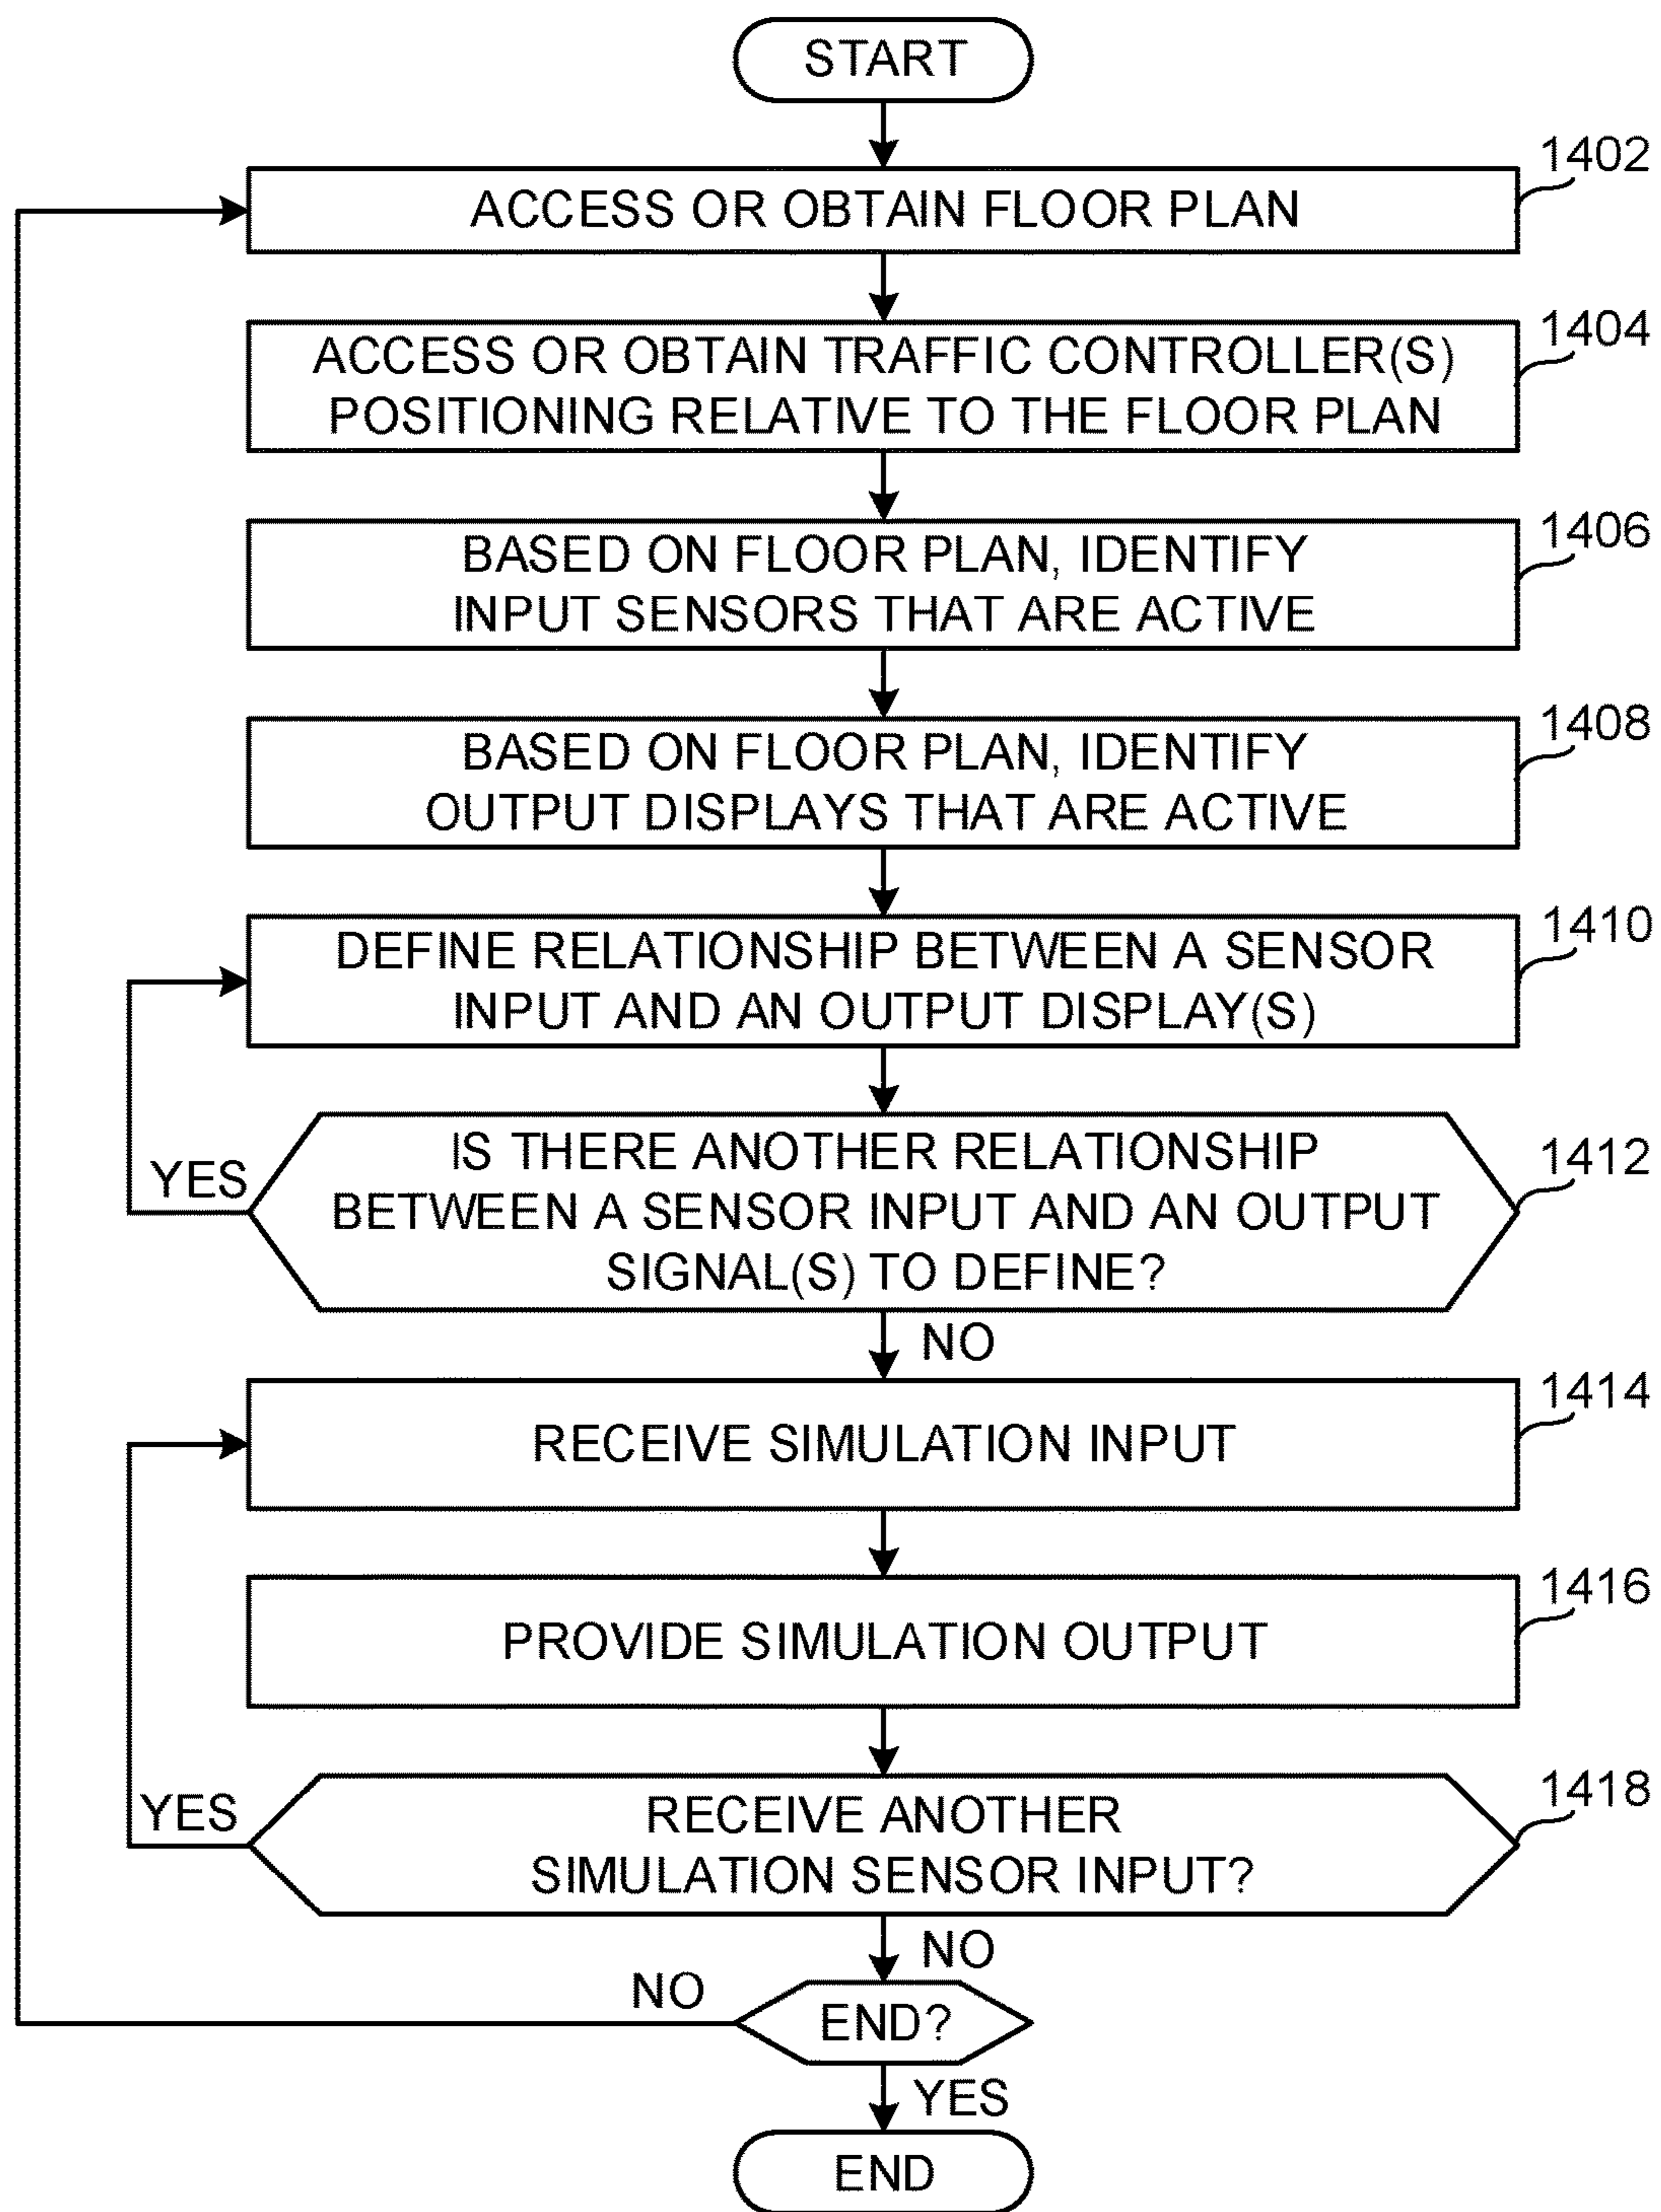 START
1402
ACCESS OR OBTAIN FLOOR PLAN
1404
ACCESS OR OBTAIN TRAFFIC CONTROLLER(S)
POSITIONING RELATIVE TO THE FLOOR PLAN
1406
BASED ON FLOOR PLAN, IDENTIFY
INPUT SENSORS THAT ARE ACTIVE
1408
BASED ON FLOOR PLAN, IDENTIFY
OUTPUT DISPLAYS THAT ARE ACTIVE
1410
DEFINE RELATIONSHIP BETWEEN A SENSOR
INPUT AND AN OUTPUT DISPLAY(S)
1412
IS THERE ANOTHER RELATIONSHIP
BETWEEN A SENSOR INPUT AND AN OUTPUT
SIGNAL(S) TO DEFINE?
YES
NO
1414
RECEIVE SIMULATION INPUT
1416
PROVIDE SIMULATION OUTPUT
1418
RECEIVE ANOTHER
SIMULATION SENSOR INPUT?
YES
NO
NO
END?
YES
END